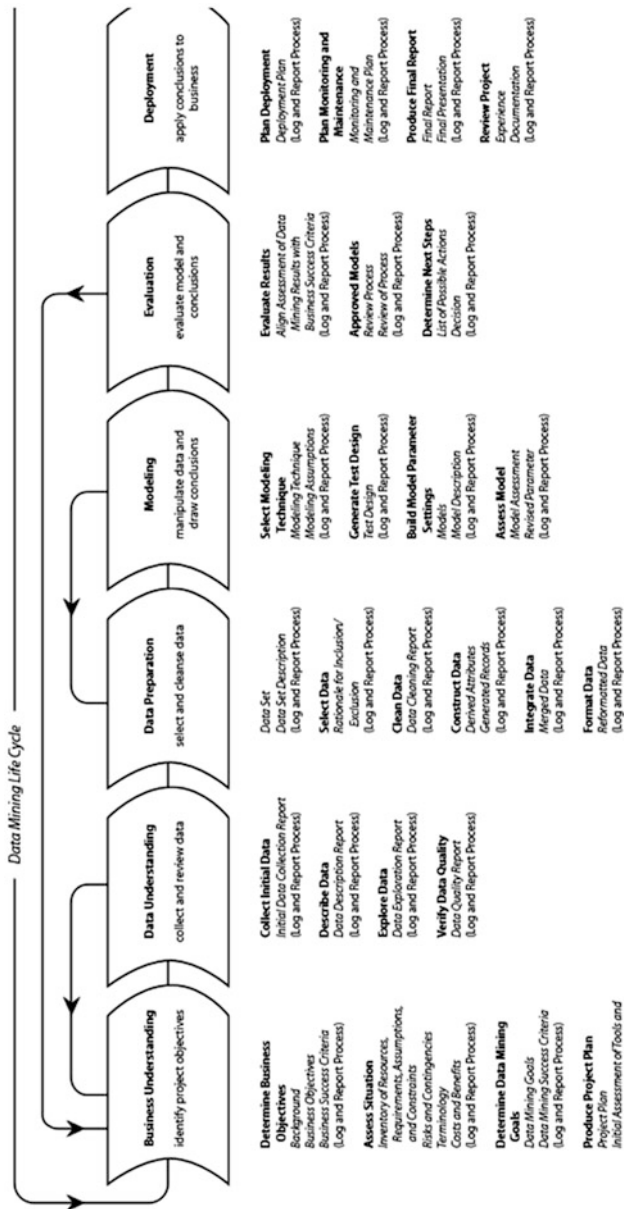 Data Mining Life Cycle
Business Understanding
identify project objectives
Data Understanding
collect and review data
Data Preparation
select and cleanse data
Modeling
manipulate data and
draw conclusions
Evaluation
evaluate model and
conclusions
Deployment
apply conclusions to
business
Determine Business
Objectives
Background
Business Objectives
Business Success Criteria
(Log and Report Process)
Assess Situation
Inventory of Resources,
Requirements, Assumptions,
and Constraints
Risks and Contingencies
Terminology
Costs and Benefits
(Log and Report Process)
Determine Data Mining
Goals
Data Mining Goals
Data Mining Success Criteria
(Log and Report Process)
Produce Project Plan
Project Plan
Initial Assessment of Tools and
Collect Initial Data
Initial Data Collection Report
(Log and Report Process)
Describe Data
Data Description Report
(Log and Report Process)
Explore Data
Data Exploration Report
(Log and Report Process)
Verify Data Quality
Data Quality Report
(Log and Report Process)
Data Set
Data Set Description
(Log and Report Process)
Select Data
Rationale for Inclusion/
Exclusion
(Log and Report Process)
Clean Data
Data Cleaning Report
(Log and Report Process)
Construct Data
Derived Attributes
Generated Records
(Log and Report Process)
Integrate Data
Merged Data
(Log and Report Process)
Format Data
Reformatted Data
(Log and Report Process)
Select Modeling
Technique
Modeling Technique
Modeling Assumptions
(Log and Report Process)
Generate Test Design
Test Design
(Log and Report Process)
Build Model Parameter
Settings
Models
Model Description
(Log and Report Process)
Assess Model
Model Assessment
Revised Parameter
(Log and Report Process)
Evaluate Results
Align Assessment of Data
Mining Results with
Business Success Criteria
(Log and Report Process)
Approved Models
Review Process
Review of Process
(Log and Report Process)
Determine Next Steps
List of Possible Actions
Decision
(Log and Report Process)
Plan Deployment
Deployment Plan
(Log and Report Process)
Plan Monitoring and
Maintenance
Monitoring and
Maintenance Plan
(Log and Report Process)
Produce Final Report
Final Report
Final Presentation
(Log and Report Process)
Review Project
Experience
Documentation
(Log and Report Process)